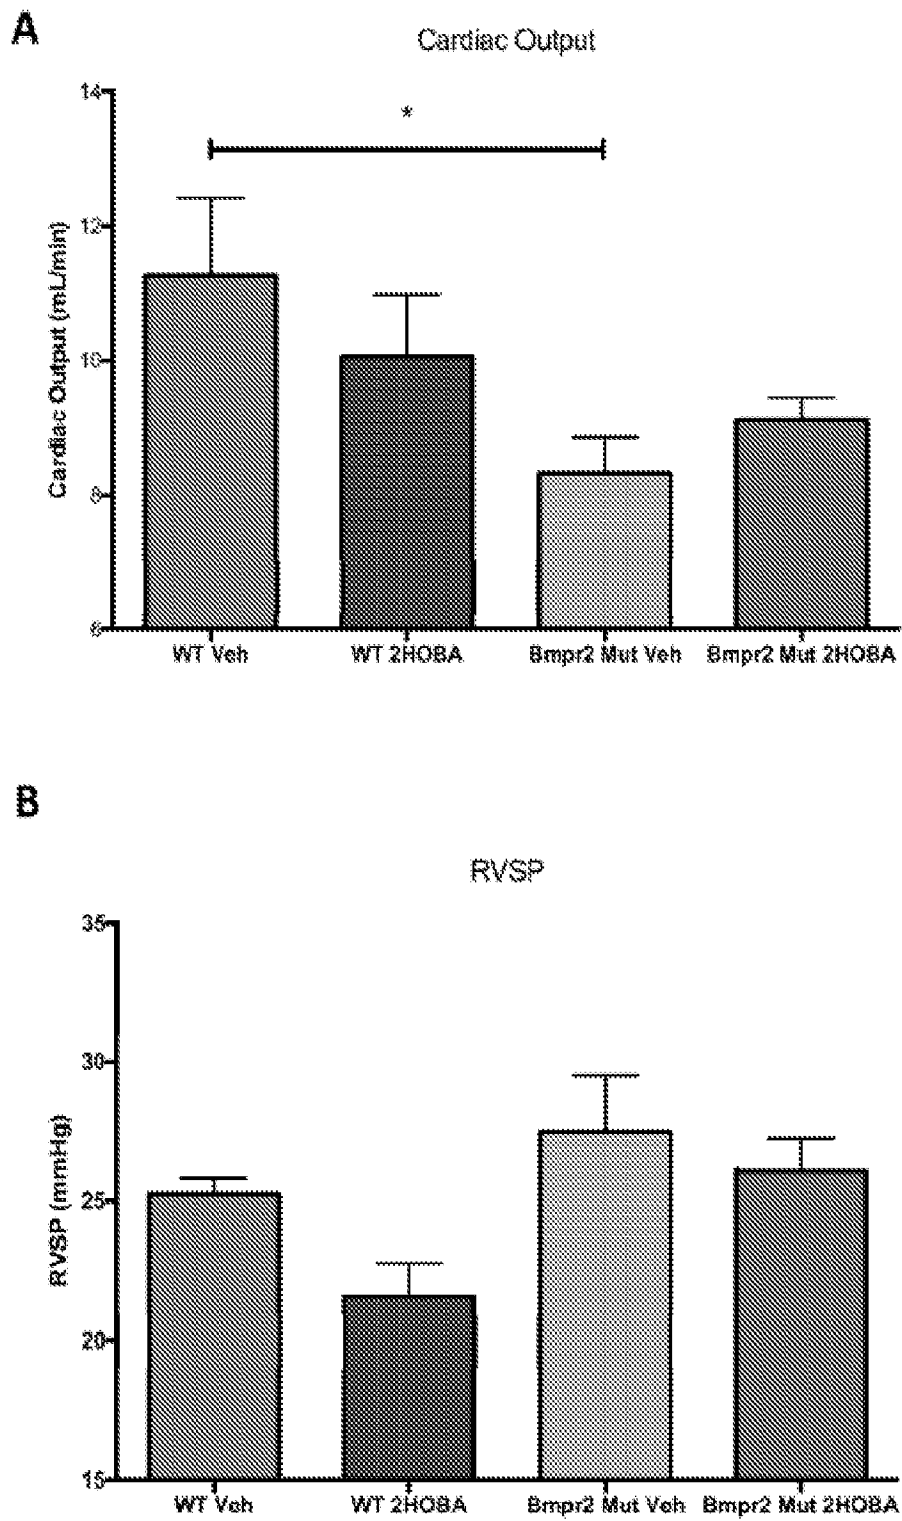 A
Cardiac Output
14
12
10
8
6
Cardiac Output (mL/min)
*
WT Veh
WT 2HOBA
Bmpr2 Mut Veh
Bmpr2 Mut 2HOBA
B
RVSP
35
30
25
20
15
RVSP (mmHg)
WT Veh
WT 2HOBA
Bmpr2 Mut Veh
Bmpr2 Mut 2HOBA